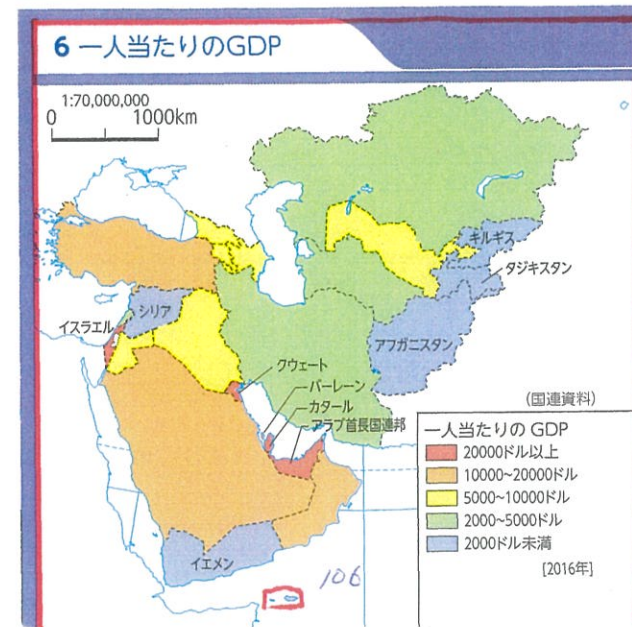 6 一人当たりのGDP
1:70,000,000
0 1000km
キルギス
タジキスタン
シリア
イスラエル
アフガニスタン
クウェート
バーレーン
カタール
アラブ首長国連邦
(国連資料)
一人当たりの GDP
20000ドル以上
10000~20000ドル
5000~10000ドル
2000~5000ドル
2000ドル未満
[2016年]
イエメン
106